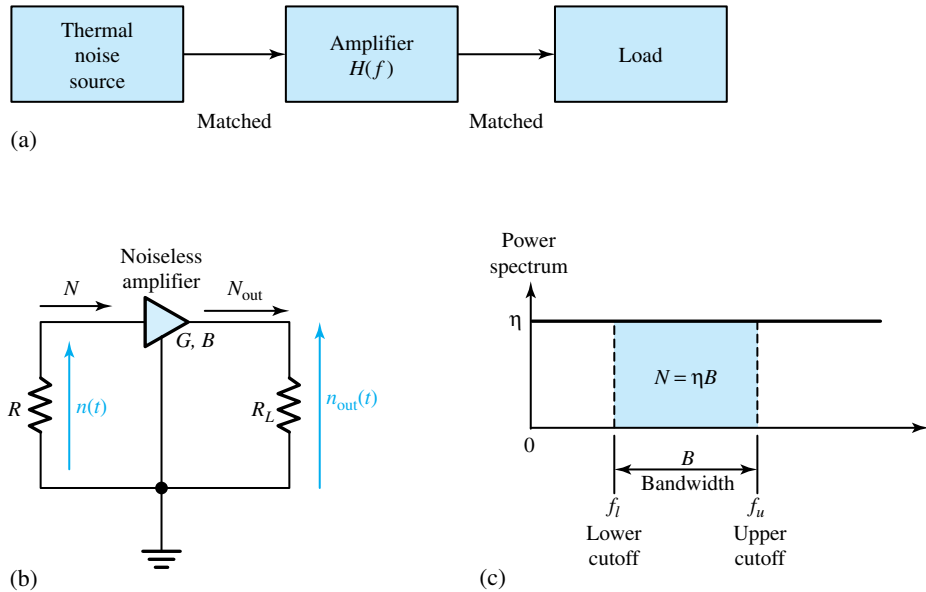 Thermal
noise
source
Amplifier
H(f)
Load
Matched
Matched
(a)
Noiseless
amplifier
N
N_out
G, B
R
n(t)
R_L
n_out(t)
(b)
Power
spectrum
η
N = ηB
0
B
Bandwidth
f_l
f_u
Lower
cutoff
Upper
cutoff
(c)